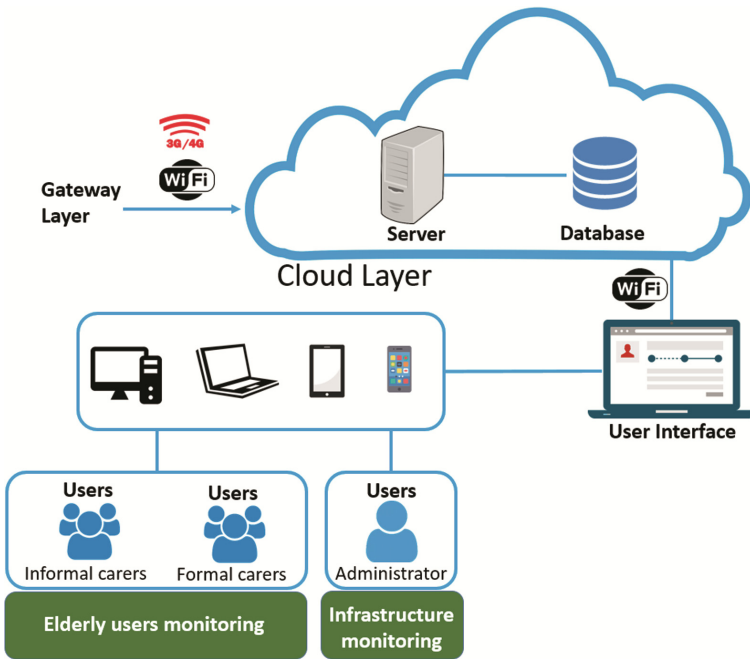 3G/4G
WiFi
Gateway
Layer
Server
Database
Cloud Layer
WiFi
User Interface
Users
Users
Users
Informal carers
Formal carers
Administrator
Elderly users monitoring
Infrastructure
monitoring